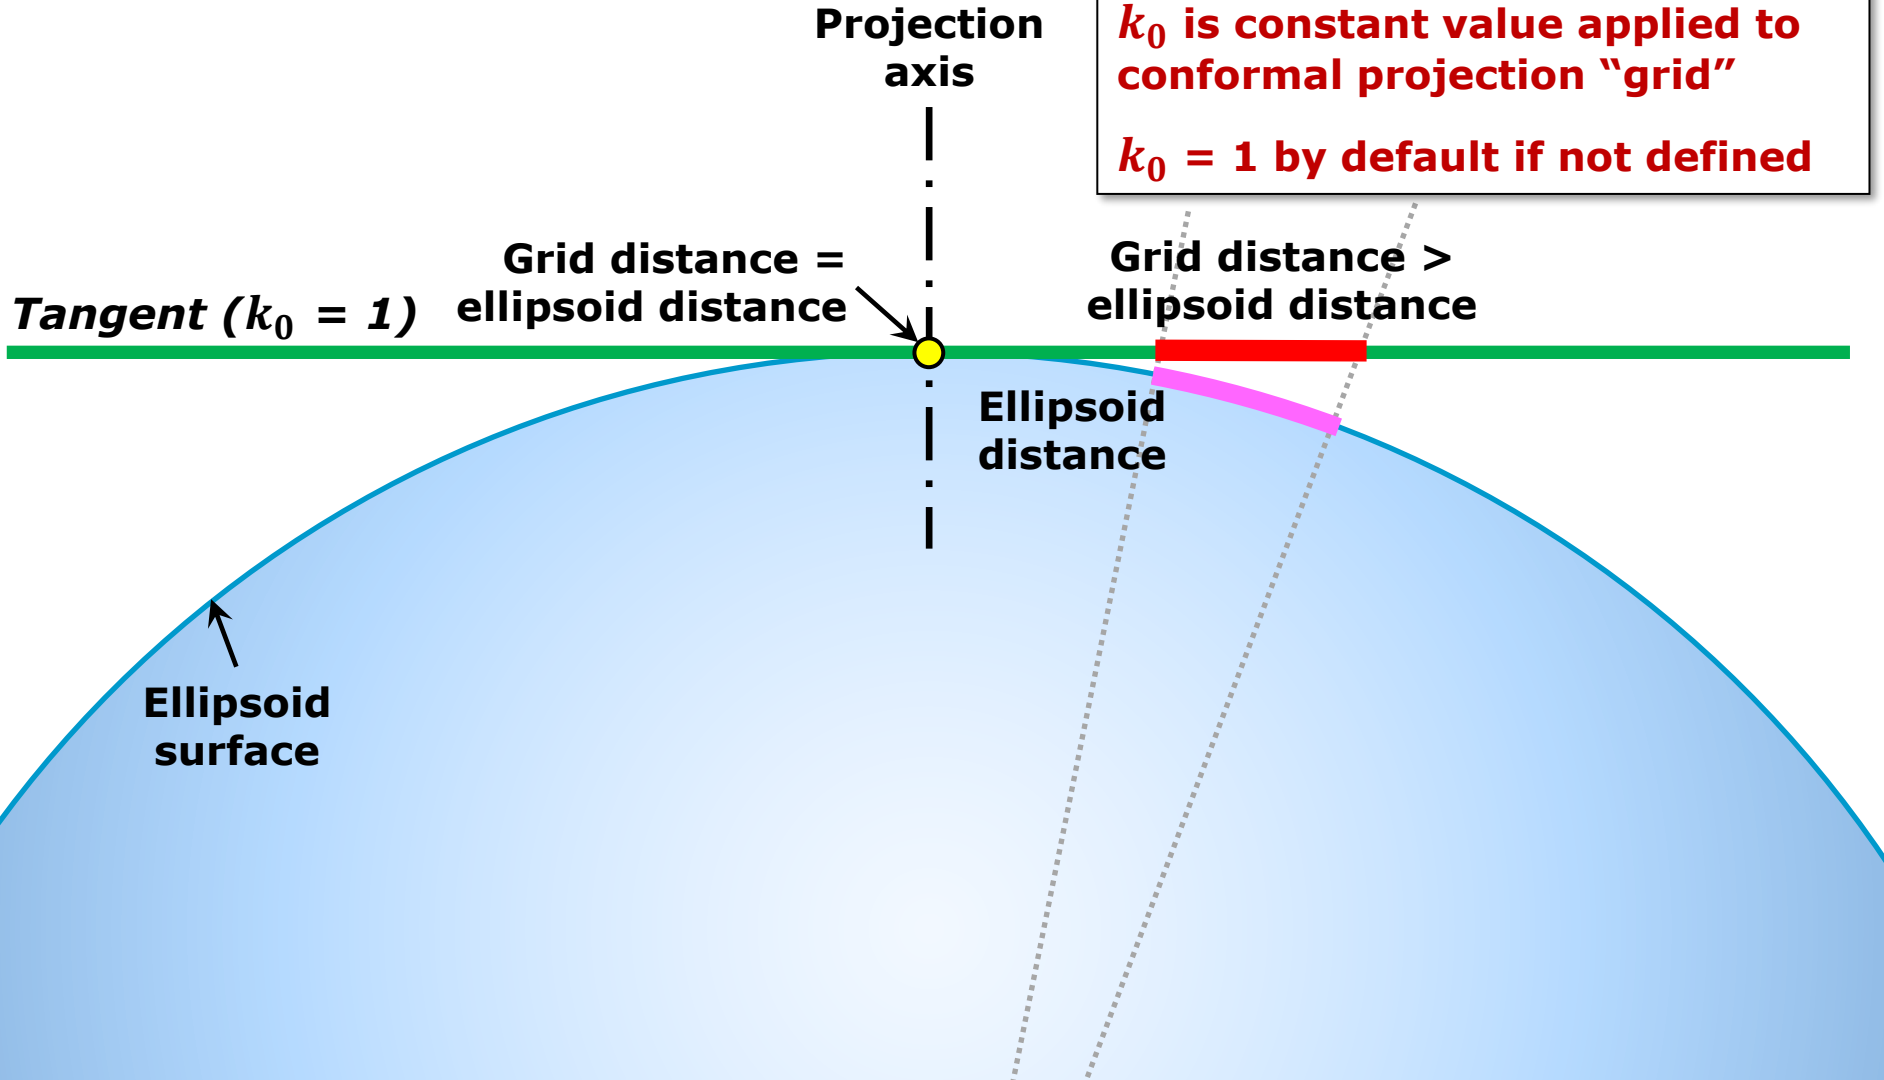 Projection
axis
k₀ is constant value applied to
conformal projection “grid”
k₀ = 1 by default if not defined
Grid distance =
ellipsoid distance
Grid distance >
ellipsoid distance
Tangent (k₀ = 1)
Ellipsoid
distance
Ellipsoid
surface